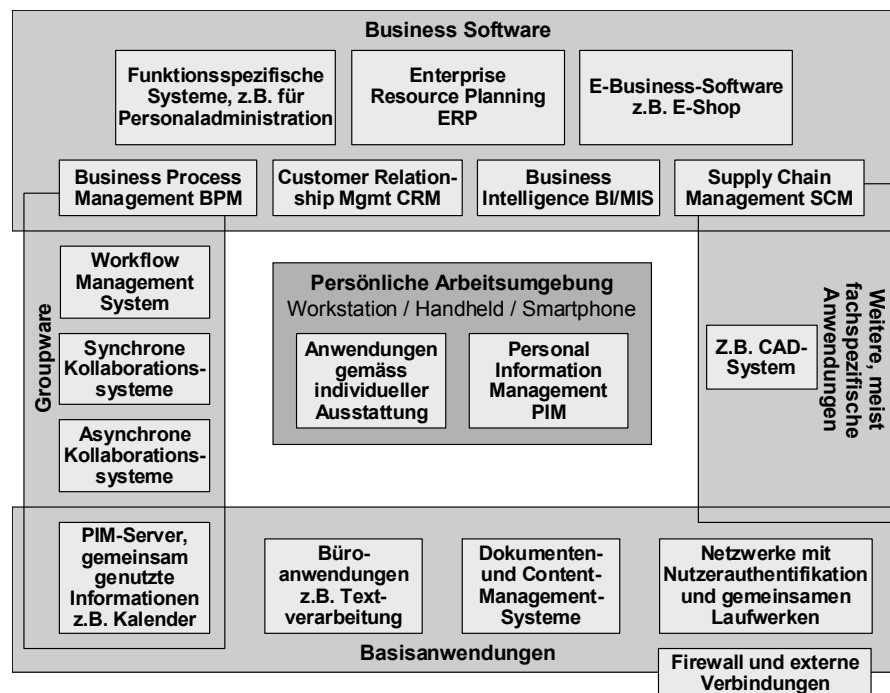 Business Software
Funktionsspezifische
Systeme, z.B. für
Personaladministration
Enterprise
Resource Planning
ERP
E-Business-Software
z.B. E-Shop
Business Process
Management BPM
Customer Relation-
ship Mgmt CRM
Business
Intelligence BI/MIS
Supply Chain
Management SCM
Groupware
Workflow
Management
System
Synchrone
Kollaborations-
systeme
Asynchrone
Kollaborations-
systeme
Persönliche Arbeitsumgebung
Workstation / Handheld / Smartphone
Anwendungen
gemäss
individueller
Ausstattung
Personal
Information
Management
PIM
Z.B. CAD-
System
Weitere, meist
fachspezifische
Anwendungen
PIM-Server,
gemeinsam
genutzte
Informationen
z.B. Kalender
Büro-
anwendungen
z.B. Text-
verarbeitung
Dokumenten-
und Content-
Management-
Systeme
Netzwerke mit
Nutzerauthentifikation
und gemeinsamen
Laufwerken
Basisanwendungen
Firewall und externe
Verbindungen